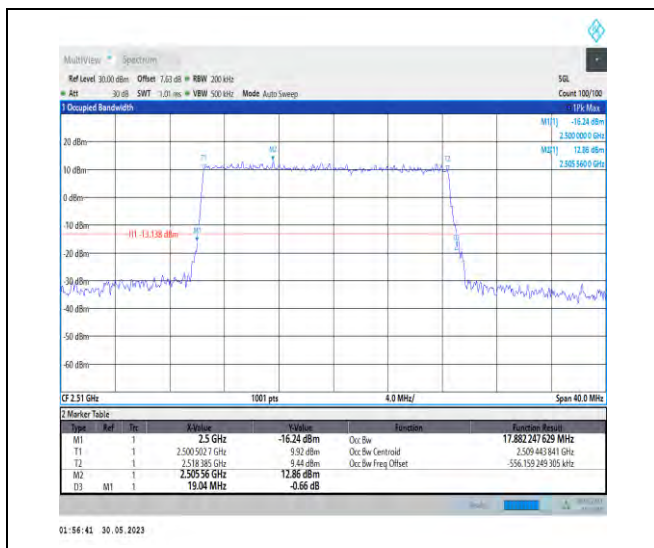 MultiView Spectrum
Ref Level 30.00 dBm Offset 7.63 dB RBW 200 kHz SGL
Att 30 dB SWT 1.01 ms VBW 500 kHz Mode Auto Sweep Count 100/100
1 Occupied Bandwidth 1Pk Max
M1[1] -16.24 dBm
2.500 000 0 GHz
M2[1] 12.86 dBm
2.505 560 0 GHz
20 dBm
T1 M2 T2
10 dBm
0 dBm
-10 dBm
H1 -13.138 dBm M1
-20 dBm
-30 dBm
-40 dBm
-50 dBm
-60 dBm
CF 2.51 GHz 1001 pts 4.0 MHz/ Span 40.0 MHz
2 Marker Table
Type Ref Trc X-Value Y-Value Function Function Result
M1 1 2.5 GHz -16.24 dBm Occ Bw 17.882 247 629 MHz
T1 1 2.500 502 7 GHz 9.92 dBm Occ Bw Centroid 2.509 443 841 GHz
T2 1 2.518 385 GHz 9.44 dBm Occ Bw Freq Offset -556.159 249 305 kHz
M2 1 2.505 56 GHz 12.86 dBm
D3 M1 1 19.04 MHz -0.66 dB
01:56:41 30.05.2023